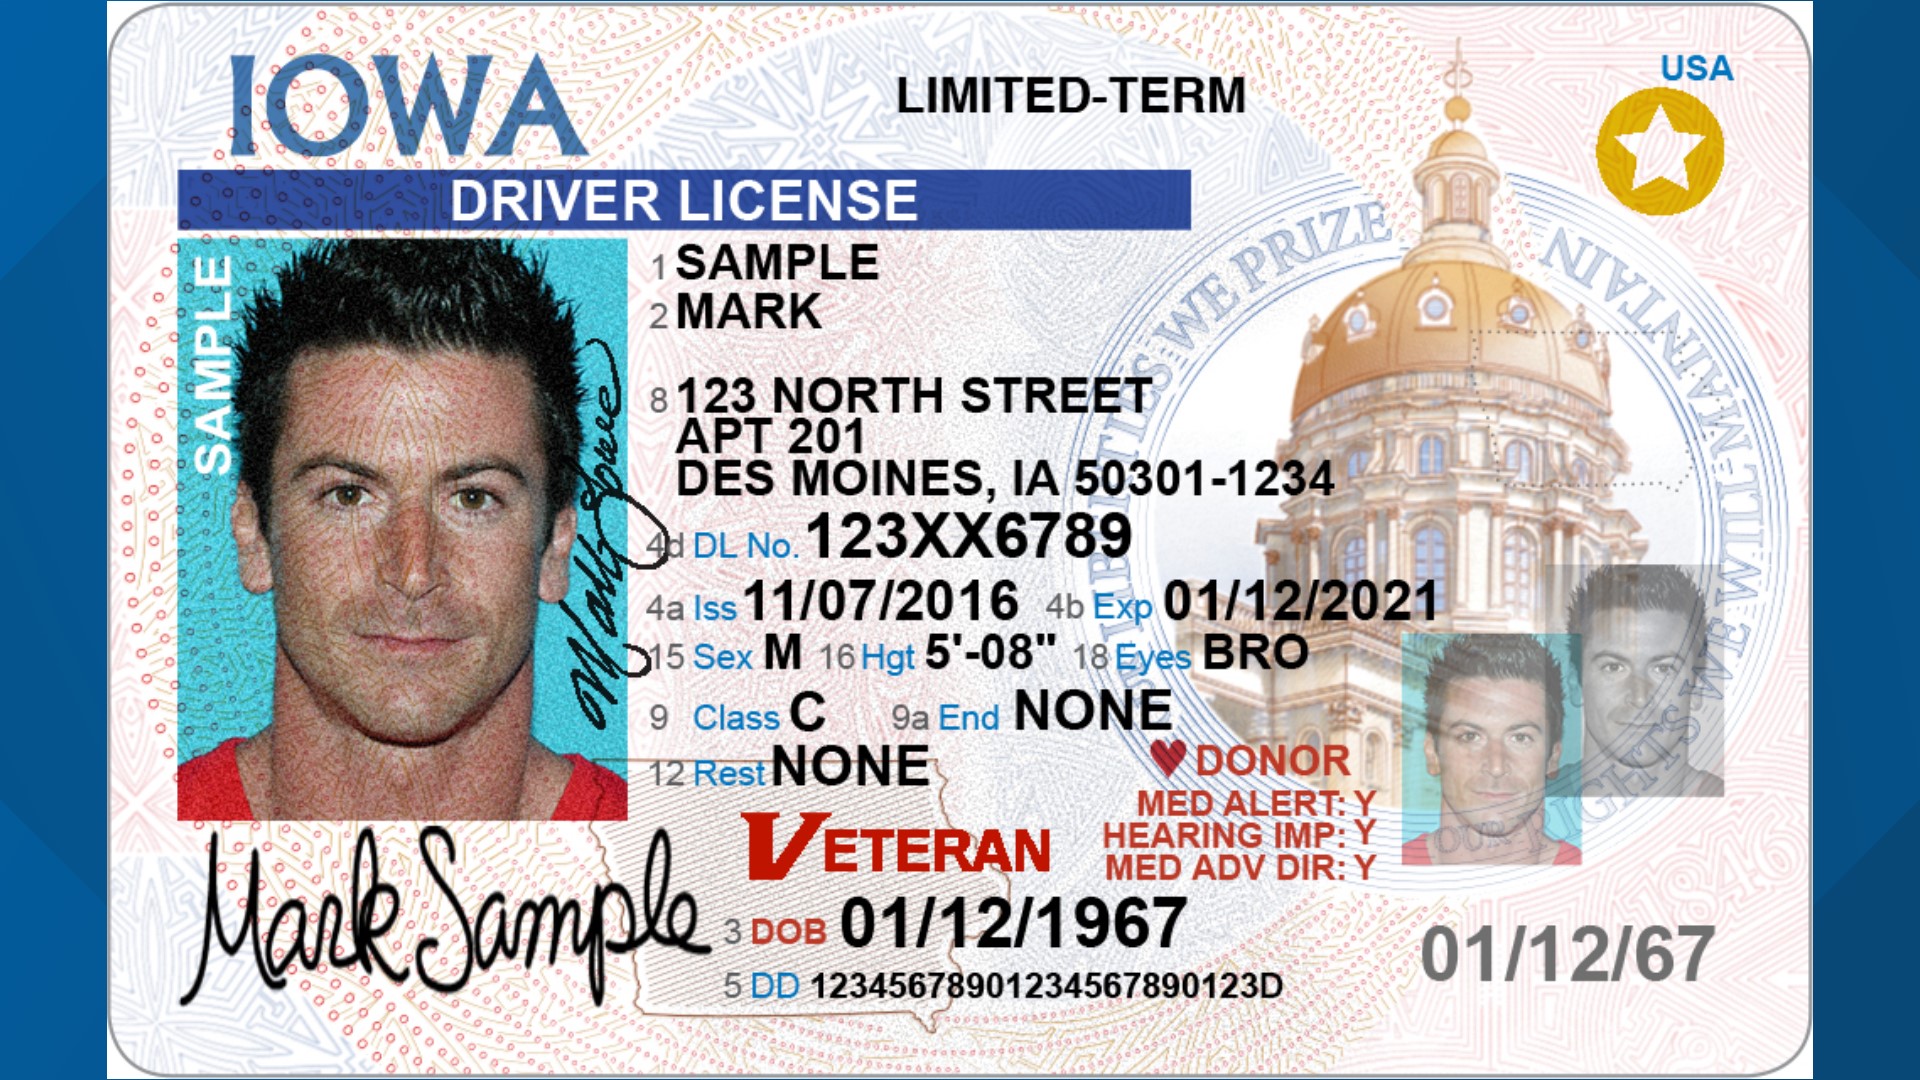 IOWA
LIMITED-TERM
USA
DRIVER LICENSE
SAMPLE
1 SAMPLE
2 MARK
8 123 NORTH STREET
APT 201
DES MOINES, IA 50301-1234
4d DL No. 123XX6789
4a Iss 11/07/2016 4b Exp 01/12/2021
15 Sex M 16 Hgt 5'-08" 18 Eyes BRO
9 Class C 9a End NONE
12 Rest NONE
DONOR
MED ALERT: Y
HEARING IMP: Y
MED ADV DIR: Y
VETERAN
Mark Sample
3 DOB 01/12/1967
01/12/67
5 DD 12345678901234567890123D
LIBERTIES WE PRIZE
OUR RIGHTS WE WILL MAINTAIN